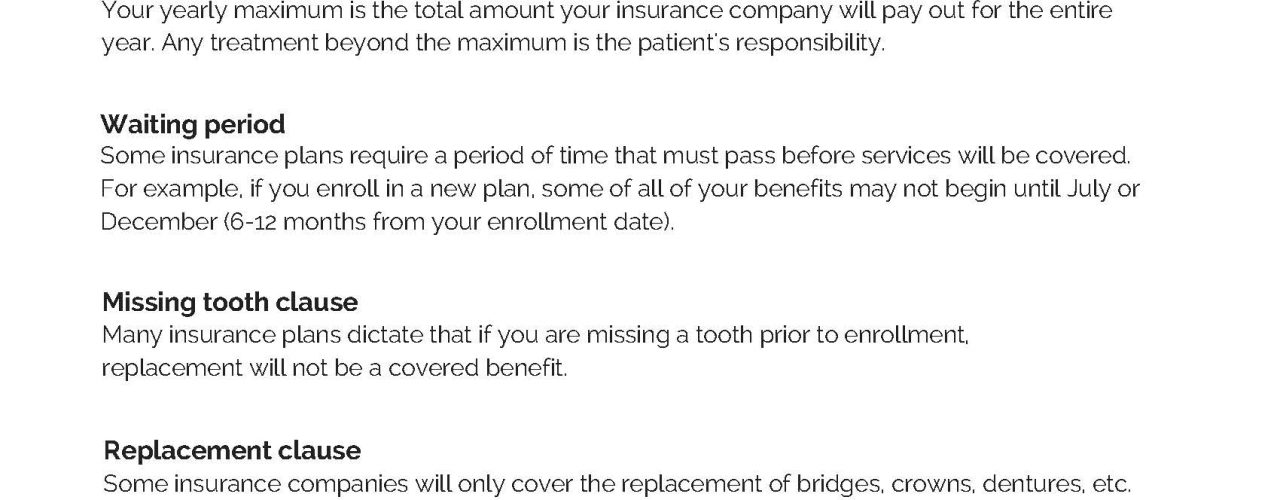 Your yearly maximum is the total amount your insurance company will pay out for the entire
year. Any treatment beyond the maximum is the patient's responsibility.
Waiting period
Some insurance plans require a period of time that must pass before services will be covered.
For example, if you enroll in a new plan, some of all of your benefits may not begin until July or
December (6-12 months from your enrollment date).
Missing tooth clause
Many insurance plans dictate that if you are missing a tooth prior to enrollment,
replacement will not be a covered benefit.
Replacement clause
Some insurance companies will only cover the replacement of bridges, crowns, dentures, etc.